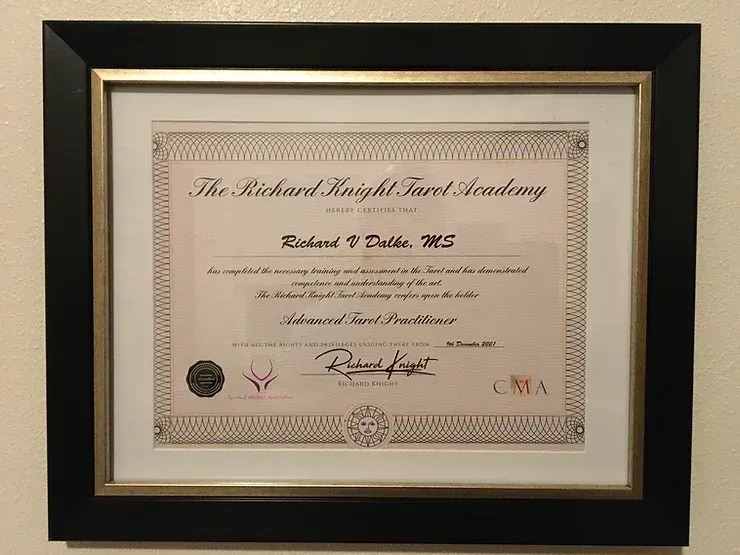 The Richard Knight Tarot Academy
HEREBY CERTIFIES THAT
Richard V Dalke, MS
has completed the necessary training and assessment in the Tarot and has demonstrated
competence and understanding of the art.
The Richard Knight Tarot Academy confers upon the holder
Advanced Tarot Practitioner
WITH ALL THE RIGHTS AND PRIVILEGES ENSUING THERE FROM 9th December 2021
Richard Knight
RICHARD KNIGHT
CMA